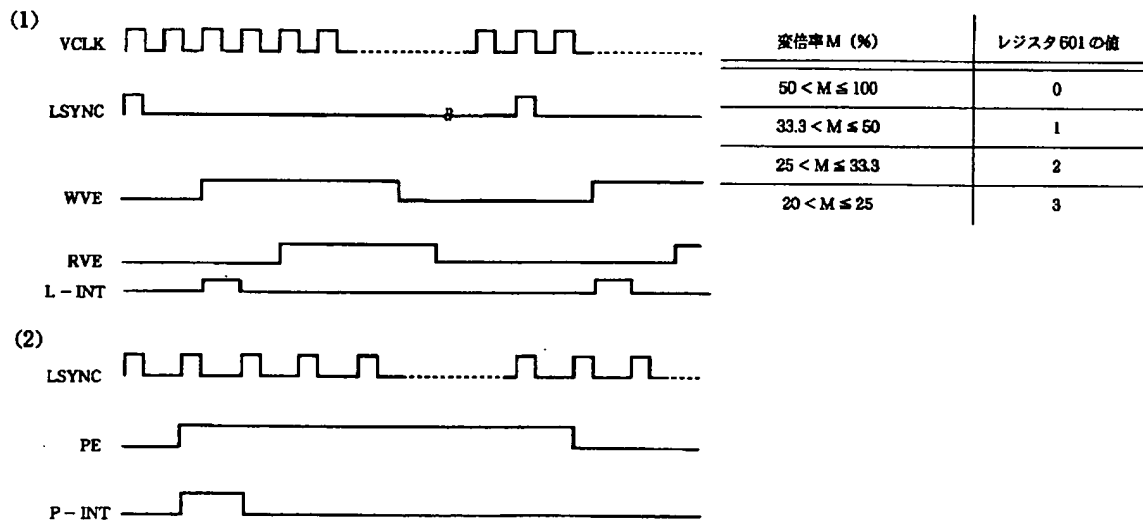 (1)
VCLK
LSYNC
WVE
RVE
L-INT
変倍率M (%) レジスタ601の値
50 < M ≦ 100 0
33.3 < M ≦ 50 1
25 < M ≦ 33.3 2
20 < M ≦ 25 3
(2)
LSYNC
PE
P-INT